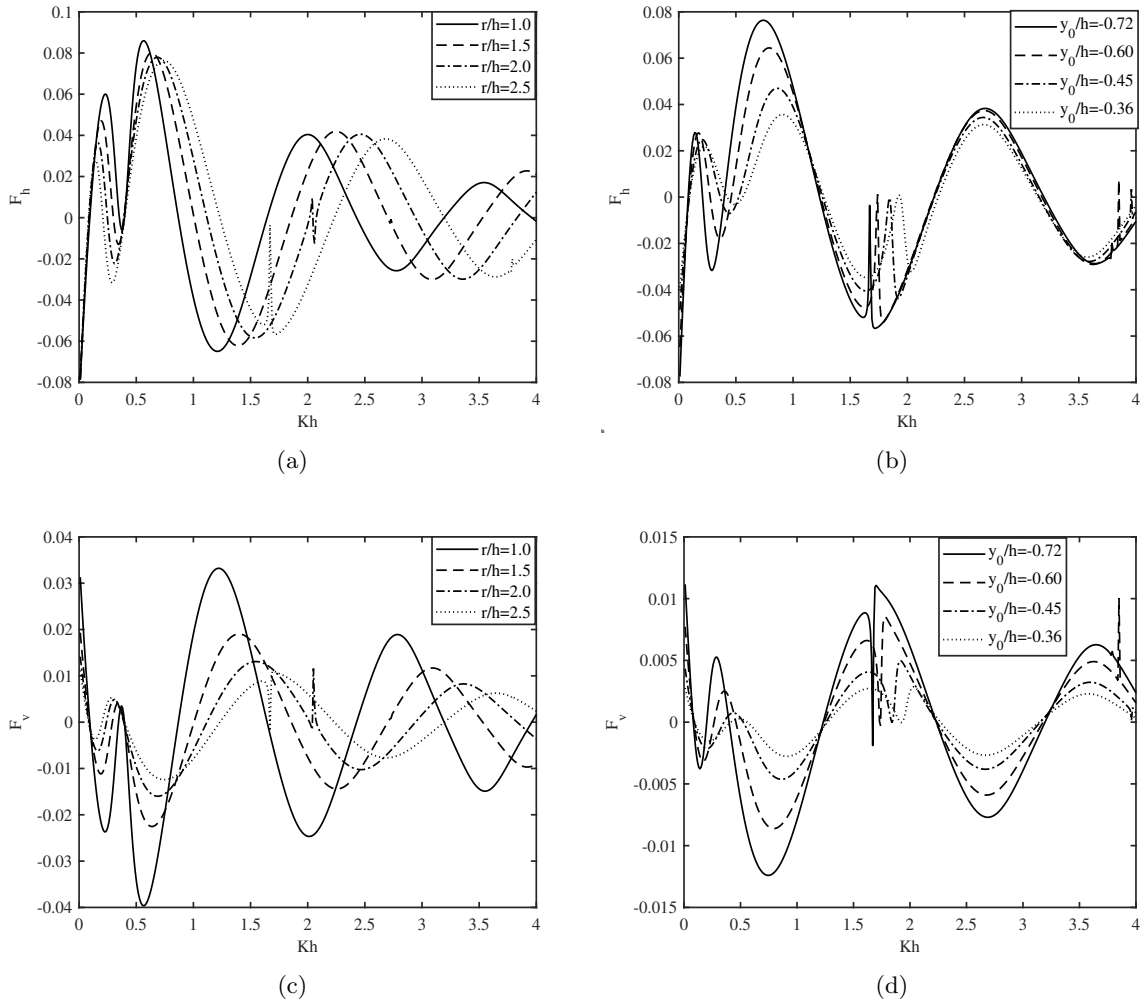 0.1
0.08
0.06
0.04
0.02
0
-0.02
-0.04
-0.06
-0.08
F_h
0 0.5 1 1.5 2 2.5 3 3.5 4
Kh
r/h=1.0
r/h=1.5
r/h=2.0
r/h=2.5
(a)
0.08
0.06
0.04
0.02
0
-0.02
-0.04
-0.06
-0.08
F_h
0 0.5 1 1.5 2 2.5 3 3.5 4
Kh
y_0/h=-0.72
y_0/h=-0.60
y_0/h=-0.45
y_0/h=-0.36
(b)
0.04
0.03
0.02
0.01
0
-0.01
-0.02
-0.03
-0.04
F_v
0 0.5 1 1.5 2 2.5 3 3.5 4
Kh
r/h=1.0
r/h=1.5
r/h=2.0
r/h=2.5
(c)
0.015
0.01
0.005
0
-0.005
-0.01
-0.015
F_v
0 0.5 1 1.5 2 2.5 3 3.5 4
Kh
y_0/h=-0.72
y_0/h=-0.60
y_0/h=-0.45
y_0/h=-0.36
(d)